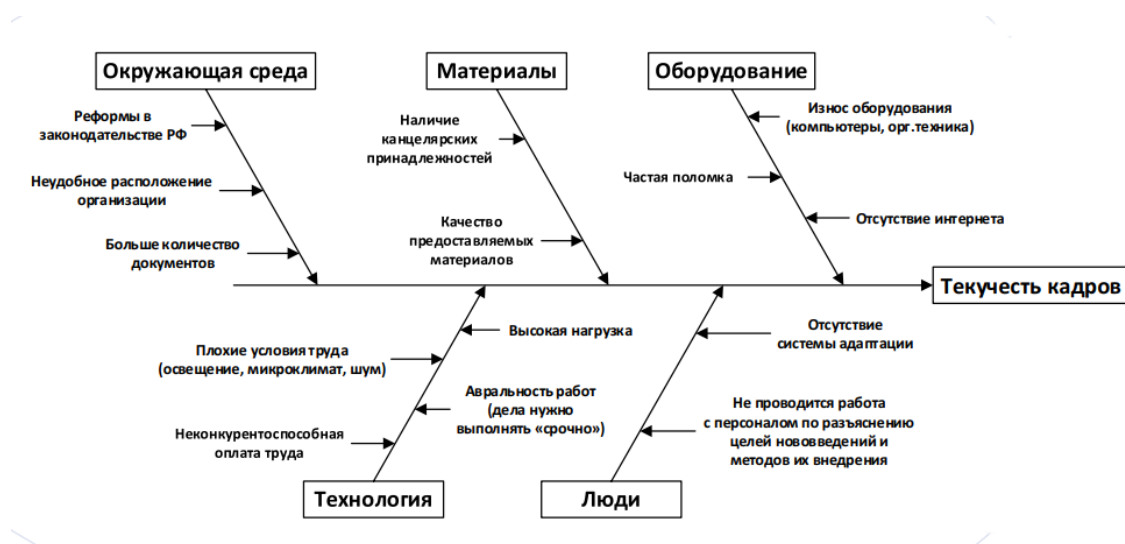 Окружающая среда
Материалы
Оборудование
Реформы в
законодательстве РФ
Неудобное расположение
организации
Больше количество
документов
Наличие
канцелярских
принадлежностей
Качество
предоставляемых
материалов
Износ оборудования
(компьютеры, орг.техника)
Частая поломка
Отсутствие интернета
Текучесть кадров
Высокая нагрузка
Плохие условия труда
(освещение, микроклимат, шум)
Авральность работ
(дела нужно
выполнять «срочно»)
Неконкурентоспособная
оплата труда
Отсутствие
системы адаптации
Не проводится работа
с персоналом по разъяснению
целей нововведений и
методов их внедрения
Технология
Люди